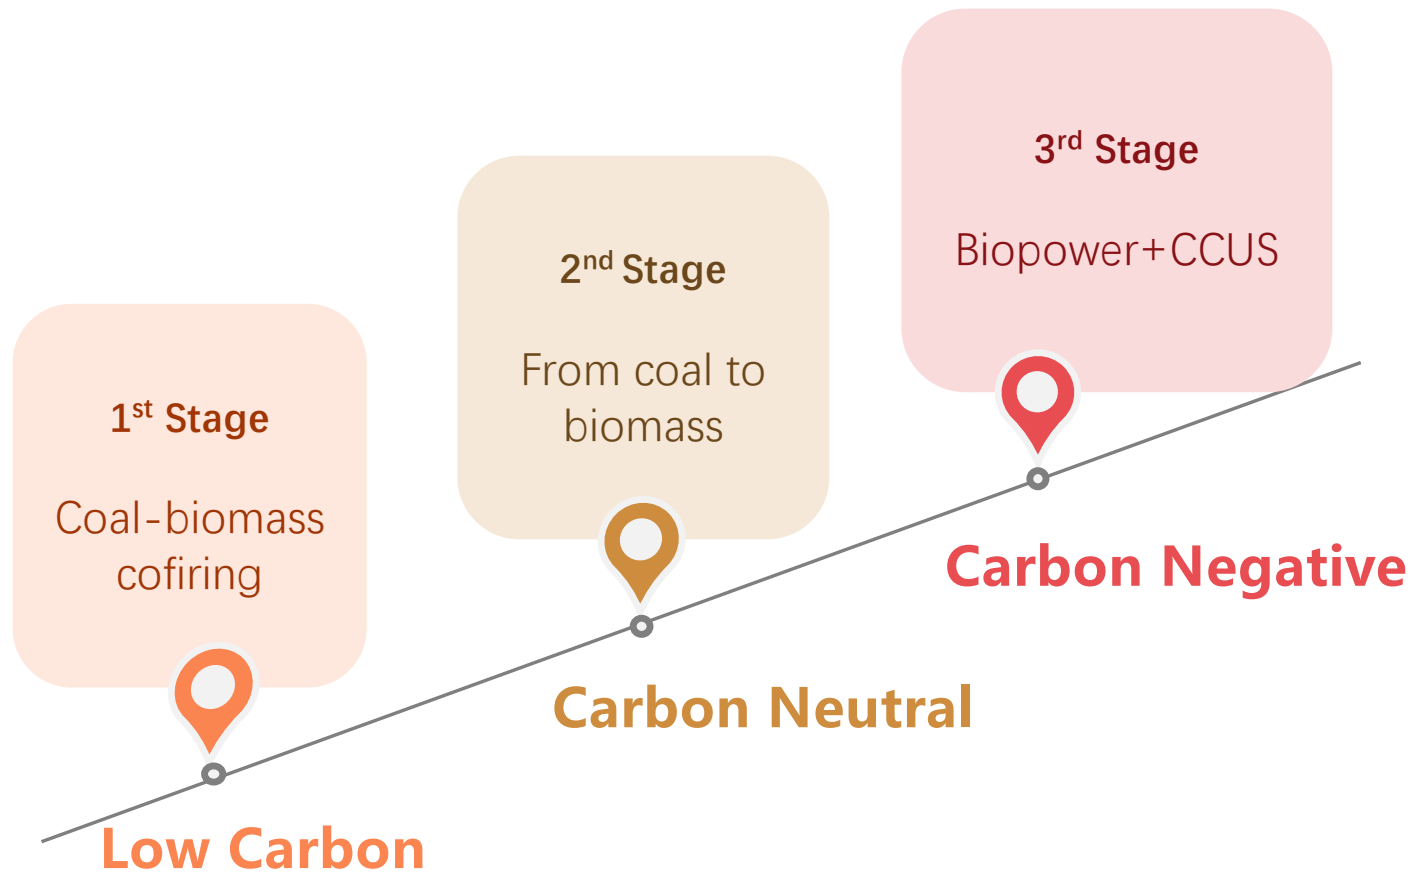 1st Stage
Coal-biomass
cofiring
Low Carbon
2nd Stage
From coal to
biomass
Carbon Neutral
3rd Stage
Biopower+CCUS
Carbon Negative